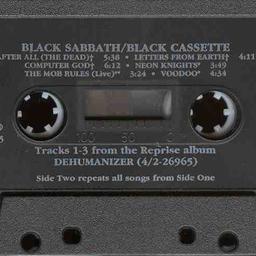 BLACK SABBATH/BLACK CASSETTE
AFTER ALL (THE DEAD)† • 5:38 • LETTERS FROM EARTH† • 4:11
COMPUTER GOD† • 6:12 • NEON KNIGHTS* • 3:49
THE MOB RULES (Live)** • 3:24 • VOODOO* • 4:34
100 50
Tracks 1-3 from the Reprise album
DEHUMANIZER (4/2-26965)
Side Two repeats all songs from Side One